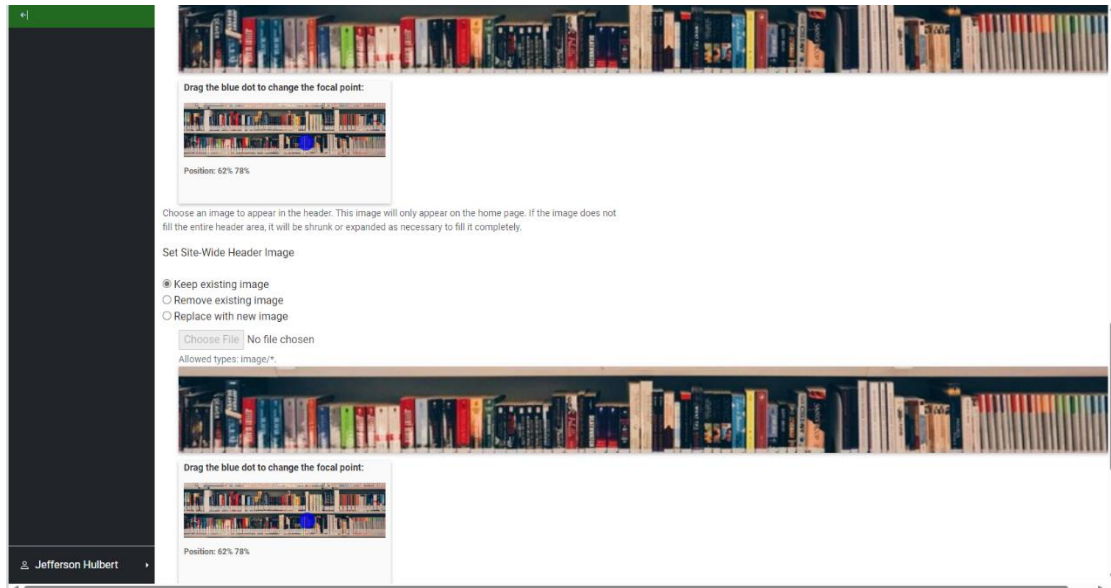 Drag the blue dot to change the focal point:
Position: 62% 78%
Choose an image to appear in the header. This image will only appear on the home page. If the image does not
fill the entire header area, it will be shrunk or expanded as necessary to fill it completely.
Set Site-Wide Header Image
Keep existing image
Remove existing image
Replace with new image
Choose File No file chosen
Allowed types: image/*.
Drag the blue dot to change the focal point:
Position: 62% 78%
Jefferson Hulbert